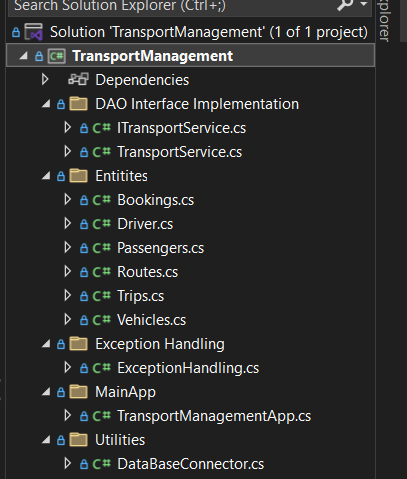 Search Solution Explorer (Ctrl+;)
Solution 'TransportManagement' (1 of 1 project)
C# TransportManagement
Dependencies
DAO Interface Implementation
C# ITransportService.cs
C# TransportService.cs
Entitites
C# Bookings.cs
C# Driver.cs
C# Passengers.cs
C# Routes.cs
C# Trips.cs
C# Vehicles.cs
Exception Handling
C# ExceptionHandling.cs
MainApp
C# TransportManagementApp.cs
Utilities
C# DataBaseConnector.cs
xplorer